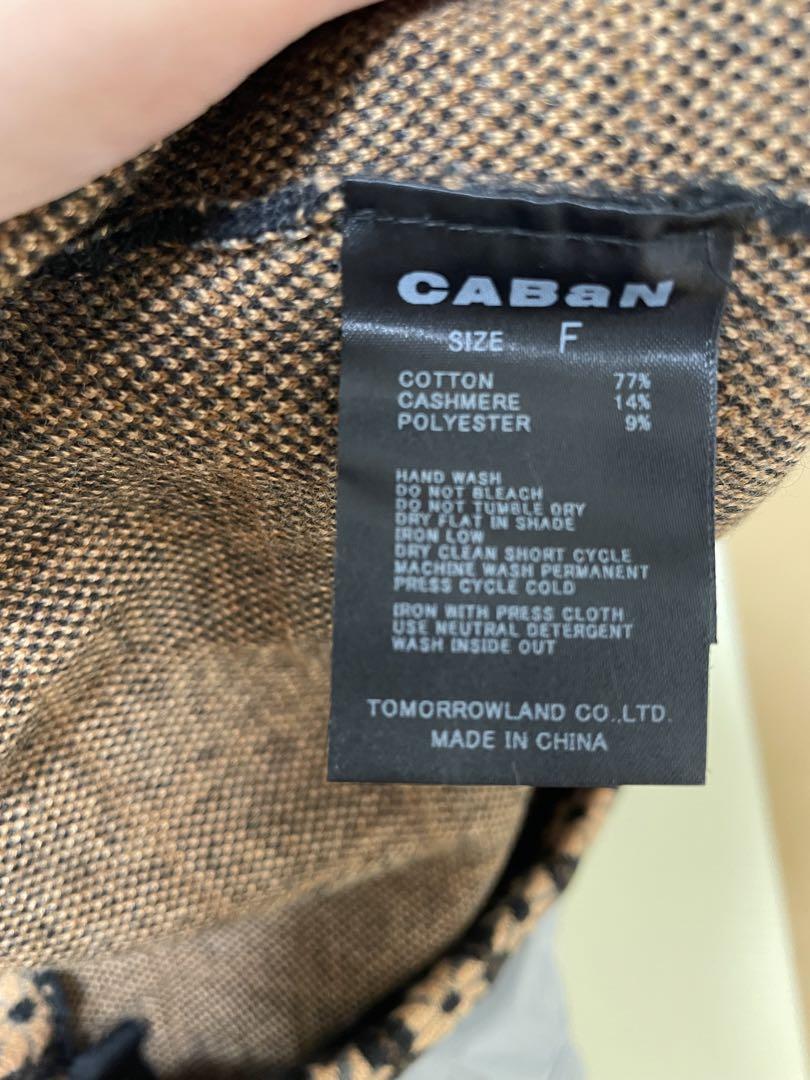 CABaN
SIZE F
COTTON 77%
CASHMERE 14%
POLYESTER 9%
HAND WASH
DO NOT BLEACH
DO NOT TUMBLE DRY
DRY FLAT IN SHADE
IRON LOW
DRY CLEAN SHORT CYCLE
MACHINE WASH PERMANENT
PRESS CYCLE COLD
IRON WITH PRESS CLOTH
USE NEUTRAL DETERGENT
WASH INSIDE OUT
TOMORROWLAND CO.,LTD.
MADE IN CHINA